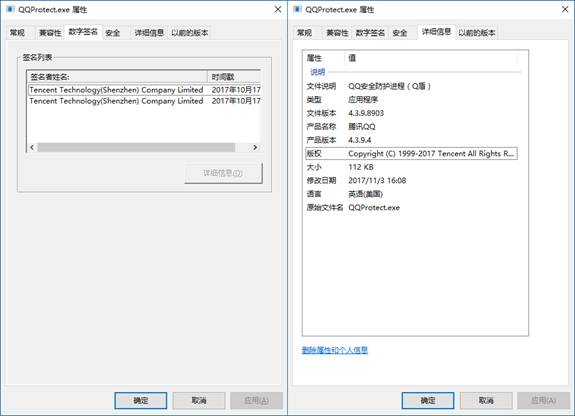 QQProtect.exe 属性
常规 兼容性 数字签名 安全 详细信息 以前的版本
签名列表
签名者姓名: 时间戳
Tencent Technology(Shenzhen) Company Limited 2017年10月17
Tencent Technology(Shenzhen) Company Limited 2017年10月17
详细信息(D)
确定 取消 应用(A)
QQProtect.exe 属性
常规 兼容性 数字签名 安全 详细信息 以前的版本
属性 值
说明
文件说明 QQ安全防护进程（Q盾）
类型 应用程序
文件版本 4.3.9.8903
产品名称 腾讯QQ
产品版本 4.3.9.4
版权 Copyright (C) 1999-2017 Tencent All Rights R...
大小 112 KB
修改日期 2017/11/3 16:08
语言 英语(美国)
原始文件名 QQProtect.exe
删除属性和个人信息
确定 取消 应用(A)